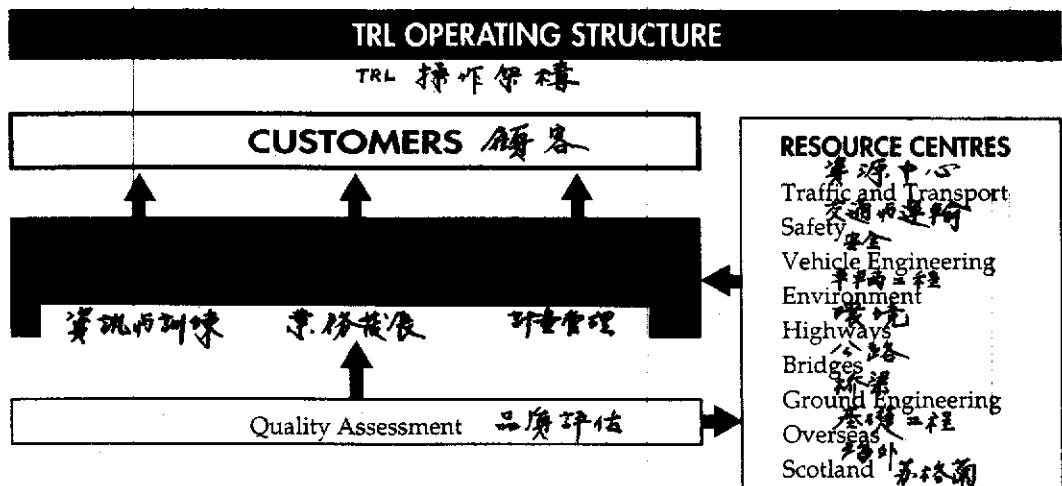 TRL OPERATING STRUCTURE
TRL 操作架構
CUSTOMERS 顧客
資訊與訓練 業務發展 計畫管理
Quality Assessment 品質評估
RESOURCE CENTRES
資源中心
Traffic and Transport
交通與運輸
Safety
安全
Vehicle Engineering
車輛工程
Environment
環境
Highways
公路
Bridges
橋梁
Ground Engineering
基礎工程
Overseas
海外
Scotland 苏格蘭